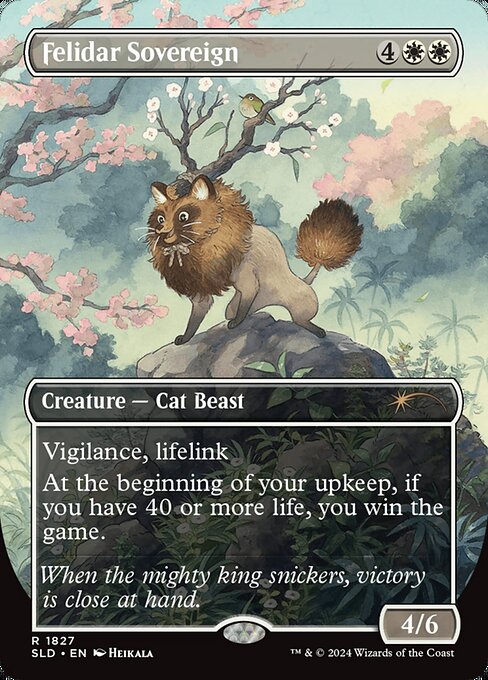 Felidar Sovereign 4
Creature — Cat Beast
Vigilance, lifelink
At the beginning of your upkeep, if
you have 40 or more life, you win the
game.
When the mighty king snickers, victory
is close at hand.
4/6
R 1827
SLD • EN HEIKALA
™ & © 2024 Wizards of the Coast